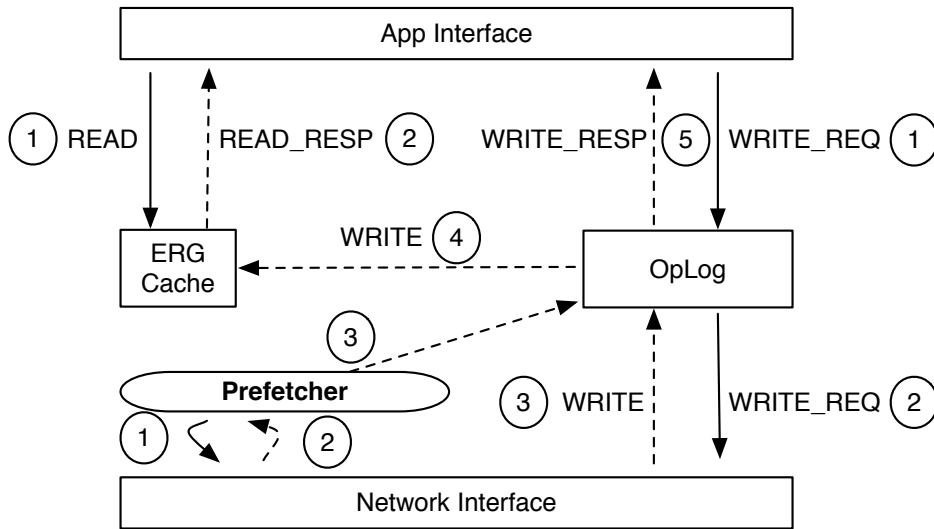 App Interface
1 READ
READ_RESP 2
WRITE_RESP 5
WRITE_REQ 1
WRITE 4
ERG
Cache
OpLog
3
Prefetcher
1
2
3 WRITE
WRITE_REQ 2
Network Interface